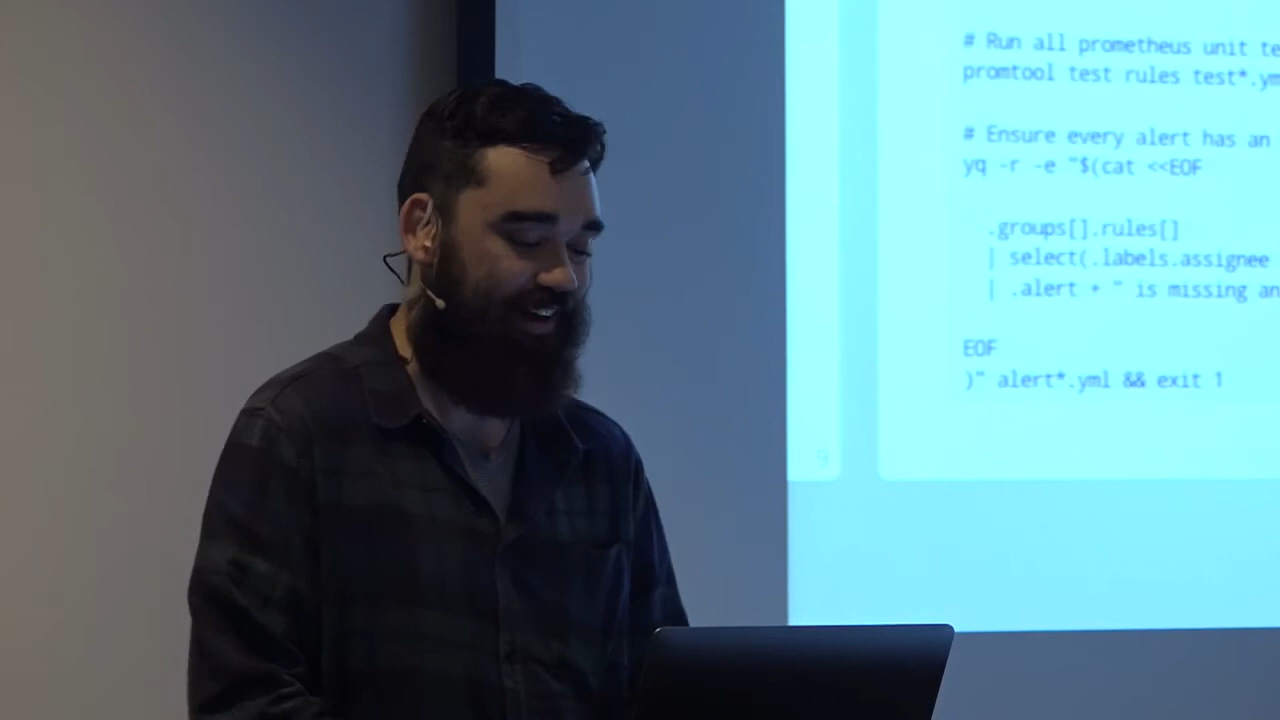 # Run all prometheus unit te
promtool test rules test*.ym
# Ensure every alert has an
yq -r -e "$(cat <<EOF
.groups[].rules[]
| select(.labels.assignee
| .alert + " is missing an
EOF
)" alert*.yml && exit 1
9